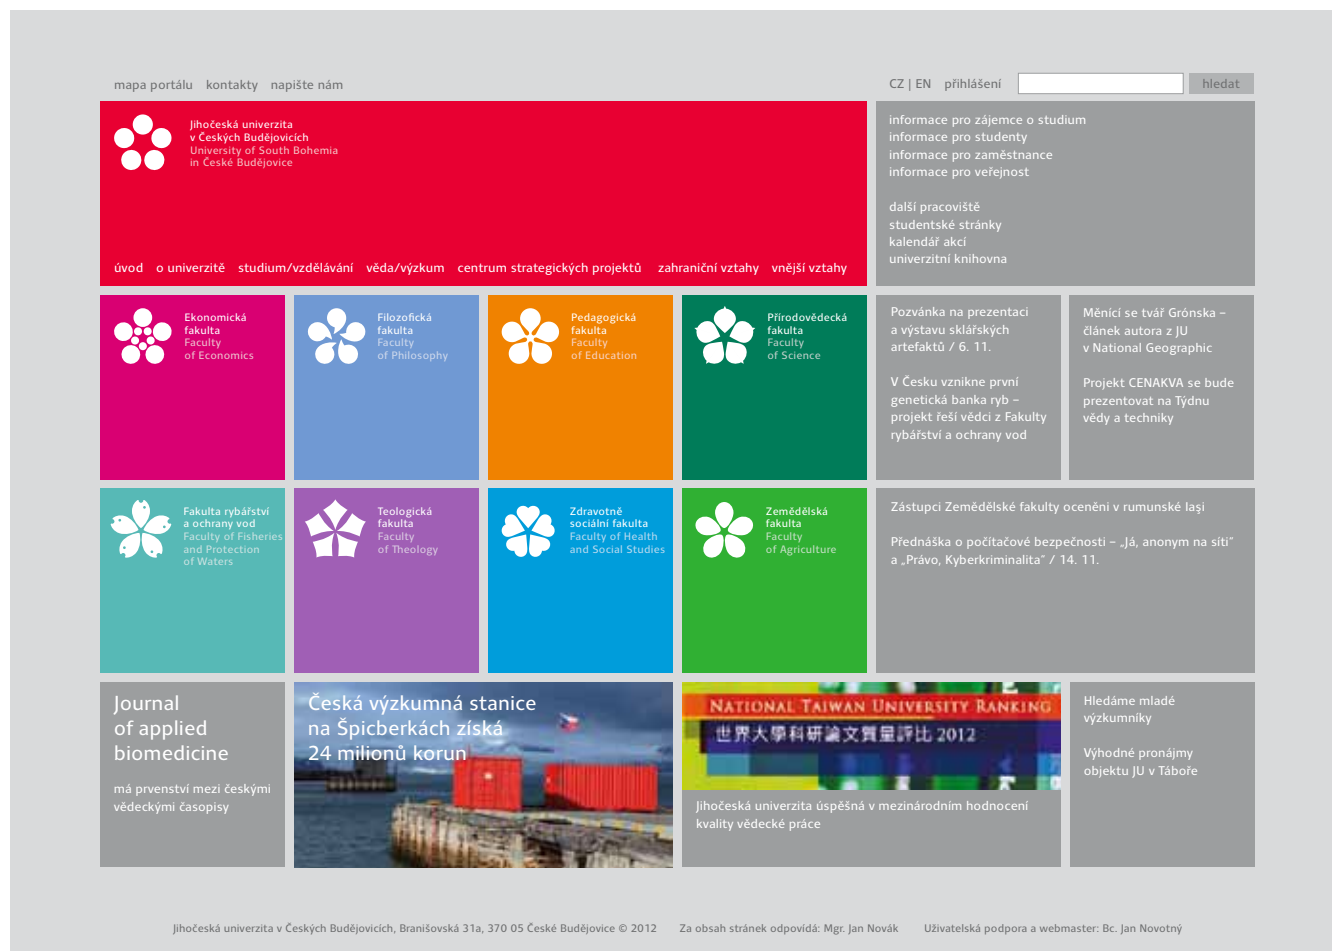 mapa portálu kontakty napište nám
CZ | EN přihlášení hledat
Jihočeská univerzita
v Českých Budějovicích
University of South Bohemia
in České Budějovice
úvod o univerzitě studium/vzdělávání věda/výzkum centrum strategických projektů zahraniční vztahy vnější vztahy
informace pro zájemce o studium
informace pro studenty
informace pro zaměstnance
informace pro veřejnost
další pracoviště
studentské stránky
kalendář akcí
univerzitní knihovna
Ekonomická
fakulta
Faculty
of Economics
Filozofická
fakulta
Faculty
of Philosophy
Pedagogická
fakulta
Faculty
of Education
Přírodovědecká
fakulta
Faculty
of Science
Pozvánka na prezentaci
a výstavu sklářských
artefaktů / 6. 11.
V Česku vznikne první
genetická banka ryb –
projekt řeší vědci z Fakulty
rybářství a ochrany vod
Měnící se tvář Grónska –
článek autora z JU
v National Geographic
Projekt CENAKVA se bude
prezentovat na Týdnu
vědy a techniky
Fakulta rybářství
a ochrany vod
Faculty of Fisheries
and Protection
of Waters
Teologická
fakulta
Faculty
of Theology
Zdravotně
sociální fakulta
Faculty of Health
and Social Studies
Zemědělská
fakulta
Faculty
of Agriculture
Zástupci Zemědělské fakulty oceněni v rumunské Iaşi
Přednáška o počítačové bezpečnosti – „Já, anonym na síti“
a „Právo, Kyberkriminalita“ / 14. 11.
Journal
of applied
biomedicine
má prvenství mezi českými
vědeckými časopisy
Česká výzkumná stanice
na Špicberkách získá
24 milionů korun
NATIONAL TAIWAN UNIVERSITY RANKING
世界大學科研論文質量評比 2012
Jihočeská univerzita úspěšná v mezinárodním hodnocení
kvality vědecké práce
Hledáme mladé
výzkumníky
Výhodné pronájmy
objektu JU v Táboře
Jihočeská univerzita v Českých Budějovicích, Branišovská 31a, 370 05 České Budějovice © 2012 Za obsah stránek odpovídá: Mgr. Jan Novák Uživatelská podpora a webmaster: Bc. Jan Novotný